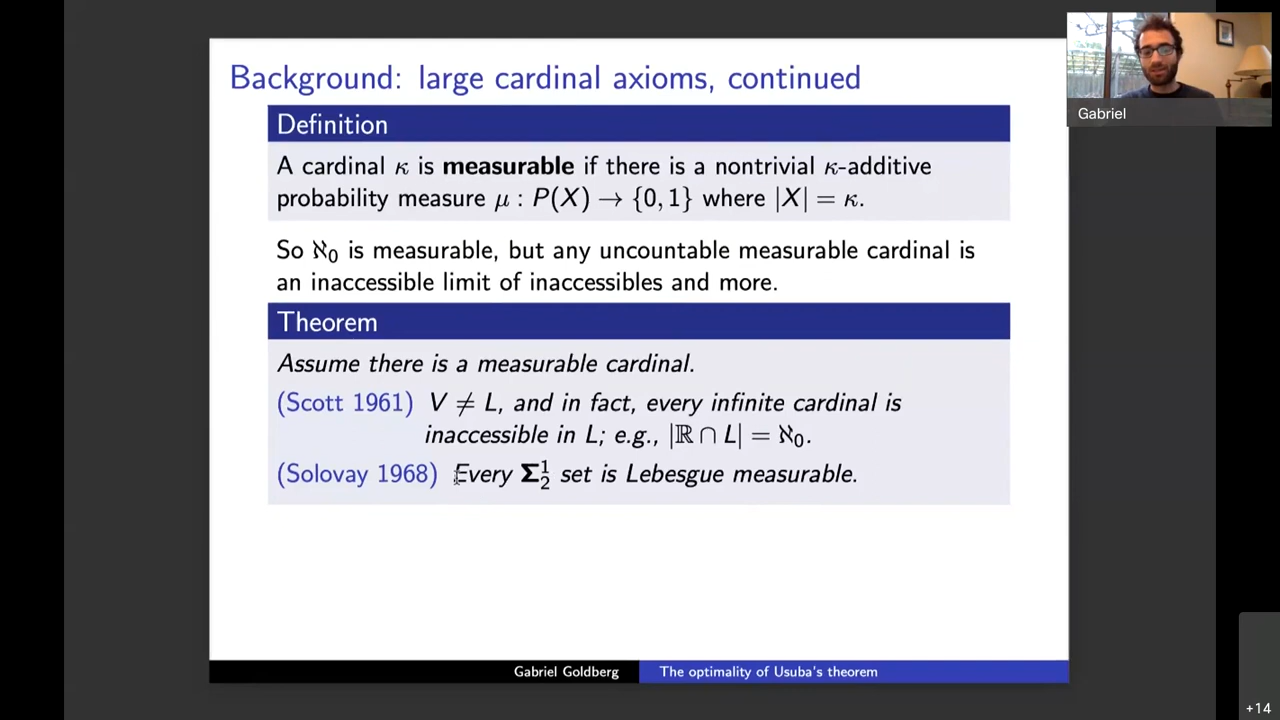 Background: large cardinal axioms, continued
Gabriel
Definition
A cardinal κ is measurable if there is a nontrivial κ-additive
probability measure μ : P(X) → {0, 1} where |X| = κ.
So ℵ₀ is measurable, but any uncountable measurable cardinal is
an inaccessible limit of inaccessibles and more.
Theorem
Assume there is a measurable cardinal.
(Scott 1961) V ≠ L, and in fact, every infinite cardinal is
inaccessible in L; e.g., |ℝ ∩ L| = ℵ₀.
(Solovay 1968) Every Σ¹₂ set is Lebesgue measurable.
Gabriel Goldberg The optimality of Usuba's theorem
+14